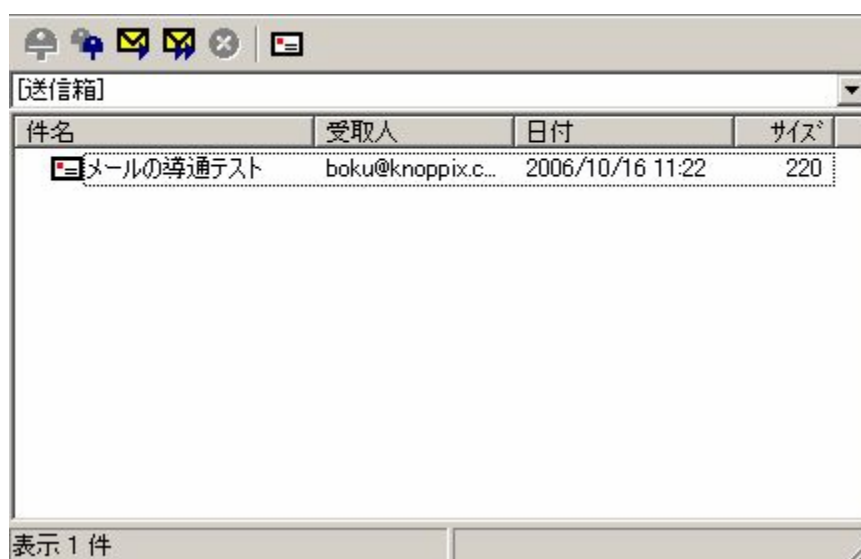 [送信箱]
件名 受取人 日付 ｻｲｽﾞ
メールの導通テスト boku@knoppix.c... 2006/10/16 11:22 220
表示 1 件